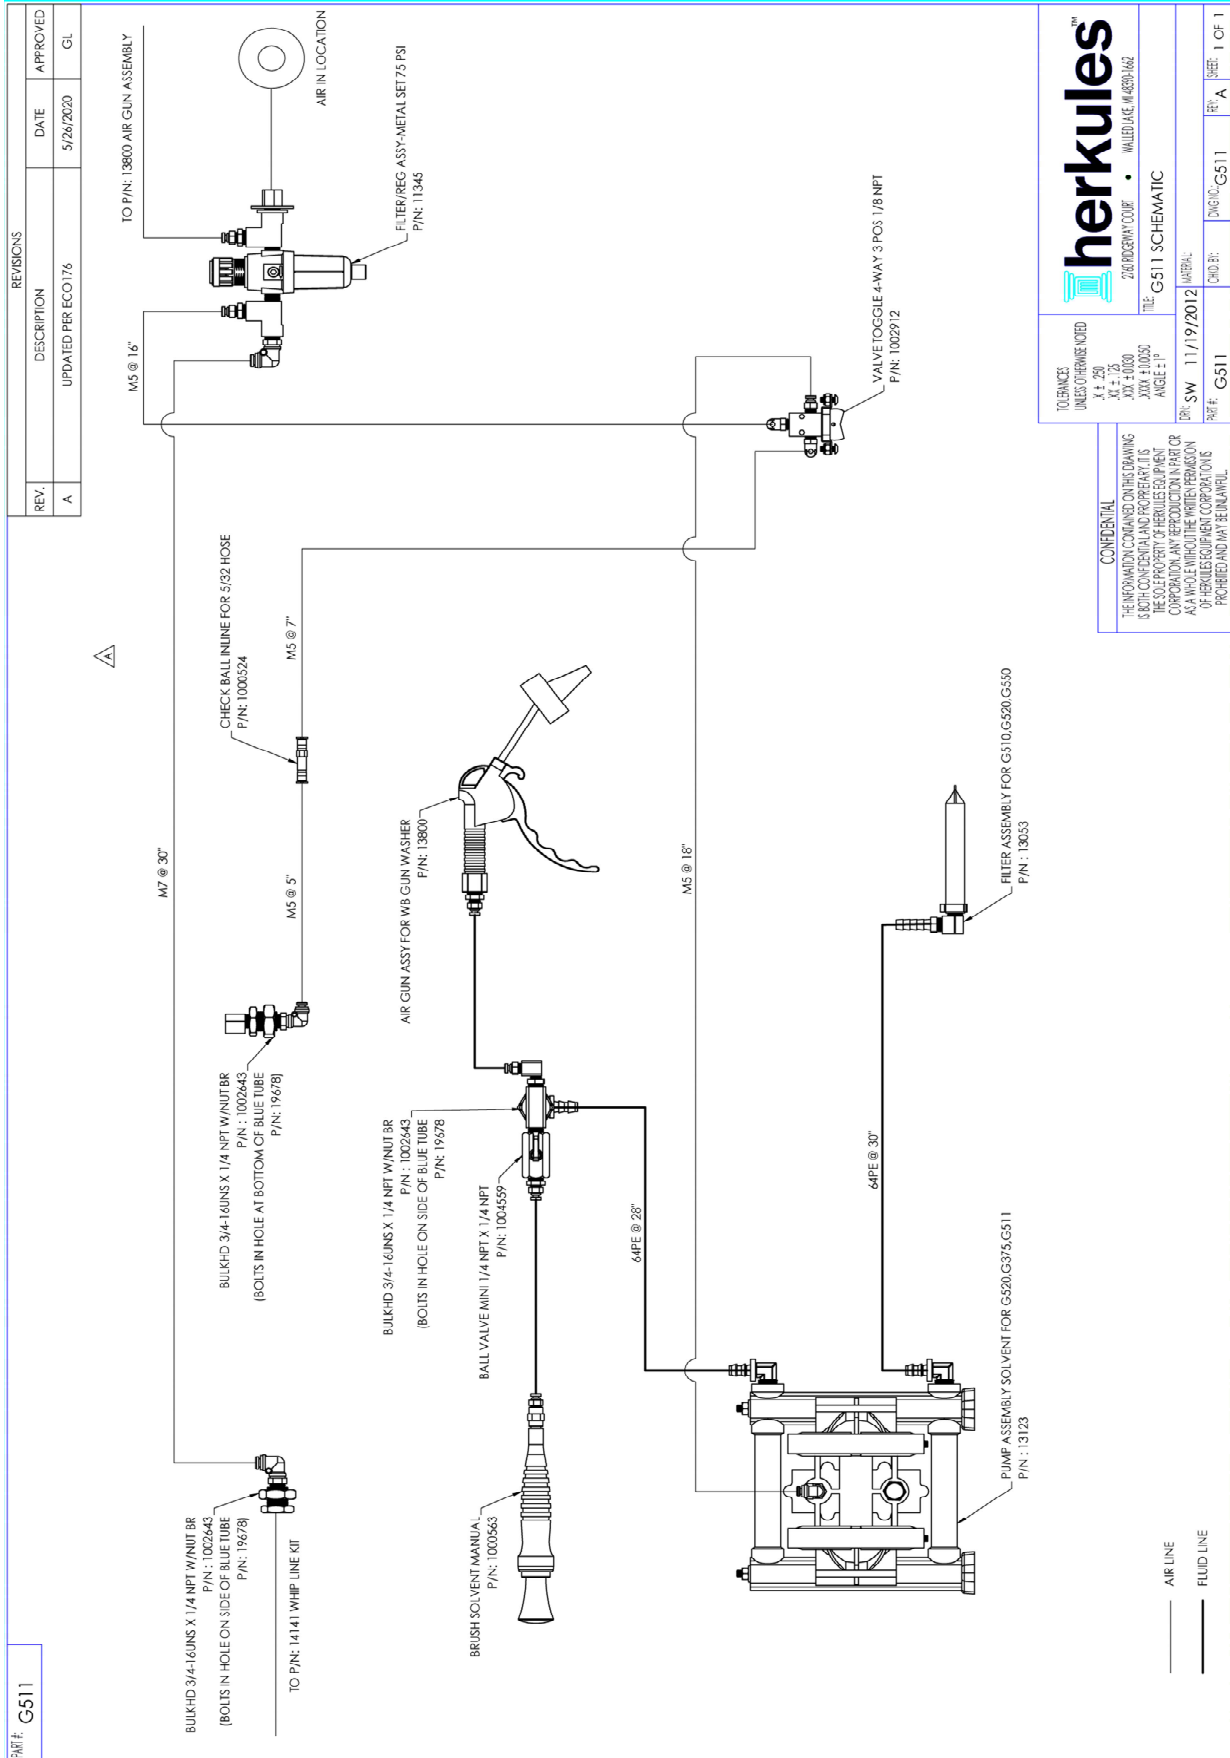 PART #: G511
REVISIONS
REV. DESCRIPTION DATE APPROVED
A UPDATED PER ECO176 5/26/2020 GL
A
TO P/N: 13800 AIR GUN ASSEMBLY
AIR IN LOCATION
M5 @ 16"
FILTER/REG ASSY-METAL SET 75 PSI
P/N: 11345
M7 @ 30"
CHECK BALL INLINE FOR 5/32 HOSE
P/N: 1000524
M5 @ 5"
M5 @ 7"
BULKHD 3/4-16UNS X 1/4 NPT W/NUT BR
P/N : 1002643
(BOLTS IN HOLE ON SIDE OF BLUE TUBE
P/N: 19678)
TO P/N: 14141 WHIP LINE KIT
BULKHD 3/4-16UNS X 1/4 NPT W/NUT BR
P/N : 1002643
(BOLTS IN HOLE AT BOTTOM OF BLUE TUBE
P/N: 19678)
AIR GUN ASSY FOR WB GUN WASHER
P/N: 13800
BULKHD 3/4-16UNS X 1/4 NPT W/NUT BR
P/N : 1002643
(BOLTS IN HOLE ON SIDE OF BLUE TUBE
P/N: 19678
BALL VALVE MINI 1/4 NPT X 1/4 NPT
P/N: 1004559
BRUSH SOLVENT MANUAL
P/N: 1000563
64PE @ 28"
M5 @ 18"
VALVE TOGGLE 4-WAY 3 POS 1/8 NPT
P/N: 1002912
64PE @ 30"
FILTER ASSEMBLY FOR G510,G520,G550
P/N : 13053
PUMP ASSEMBLY SOLVENT FOR G520,G375,G511
P/N : 13123
AIR LINE
FLUID LINE
CONFIDENTIAL
THE INFORMATION CONTAINED ON THIS DRAWING
IS BOTH CONFIDENTIAL AND PROPRETARY. IT IS
THE SOLE PROPERTY OF HERKULES EQUIPMENT
CORPORATION. ANY REPRODUCTION IN PART OR
AS A WHOLE WITHOUT THE WRITTEN PERMISSION
OF HERKULES EQUIPMENT CORPORATION IS
PROHIBITED AND MAY BE UNLAWFUL.
TOLERANCES
UNLESS OTHERWISE NOTED
.X ± .250
.XX ± .125
.XXX ± 0.030
.XXXX ± 0.0050
ANGLE ± 1°
herkules™
2760 RIDGEWAY COURT • WALLED LAKE, MI 48390-1662
TITLE: G511 SCHEMATIC
DRN: SW 11/19/2012 MATERIAL:
PART #: G511 CHKD. BY: DWG NO.: G511 REV: A SHEET: 1 OF 1